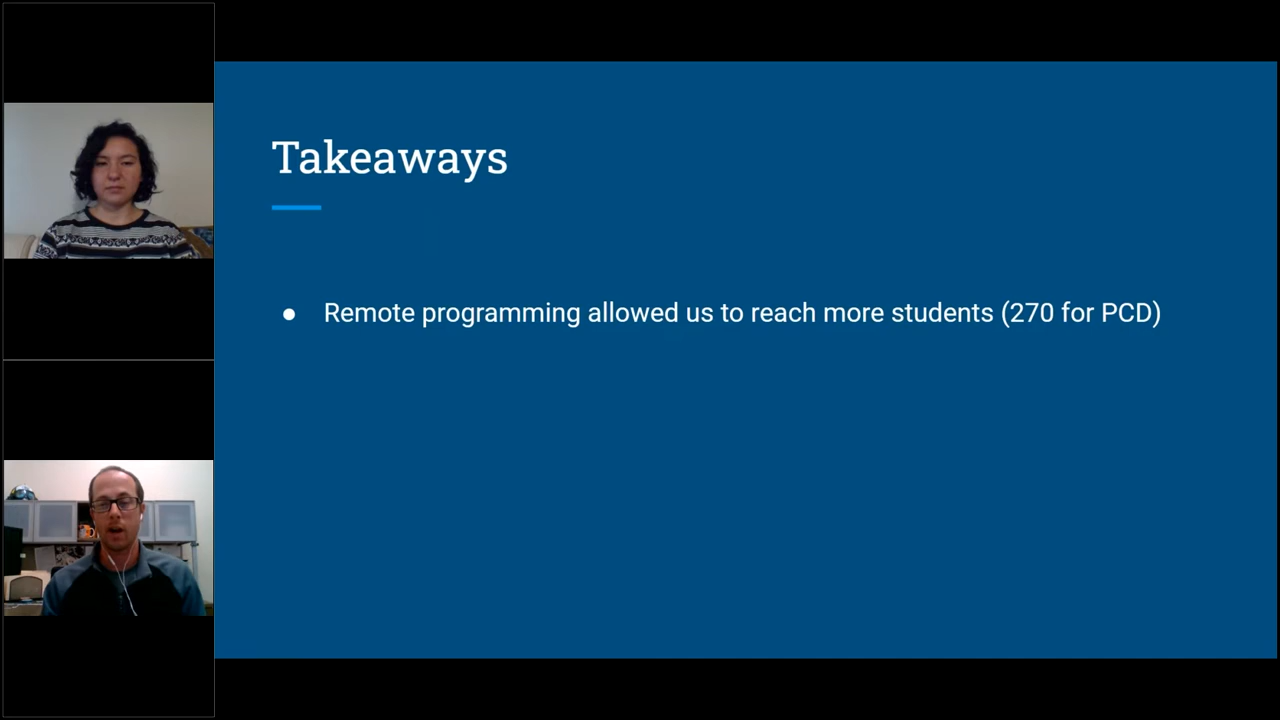 Takeaways
● Remote programming allowed us to reach more students (270 for PCD)